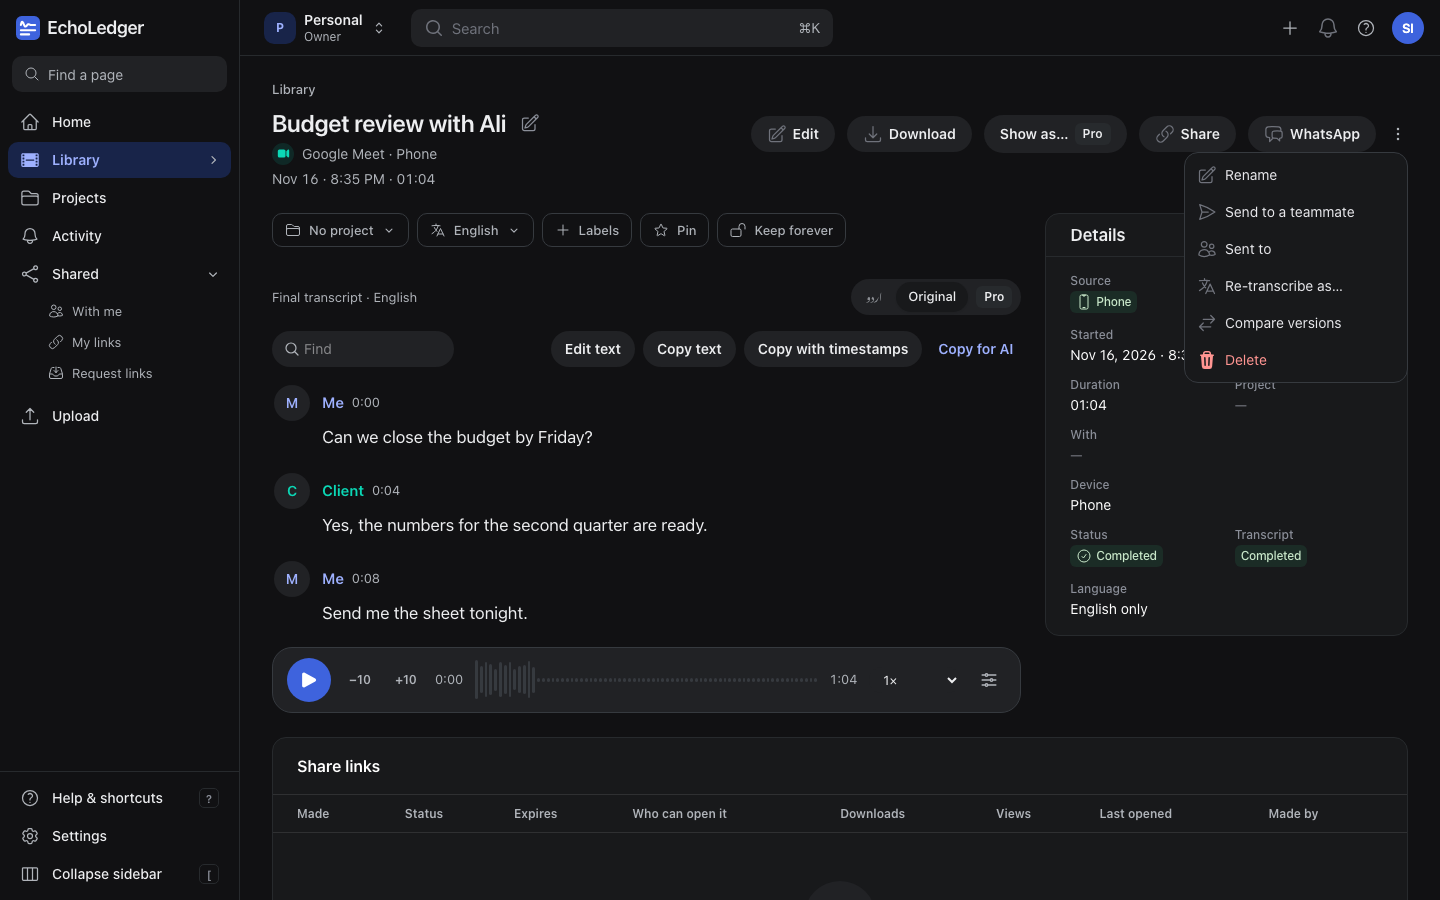 EchoLedger
Find a page
Home
Library
Projects
Activity
Shared
With me
My links
Request links
Upload
Help & shortcuts ?
Settings
Collapse sidebar [
P
Personal
Owner
Search ⌘K
SI
Library
Budget review with Ali
Google Meet · Phone
Nov 16 · 8:35 PM · 01:04
Edit
Download
Show as... Pro
Share
WhatsApp
Rename
Send to a teammate
Sent to
Re-transcribe as...
Compare versions
Delete
No project
English
Labels
Pin
Keep forever
Final transcript · English
اردو
Original
Pro
Find
Edit text
Copy text
Copy with timestamps
Copy for AI
M
Me 0:00
Can we close the budget by Friday?
C
Client 0:04
Yes, the numbers for the second quarter are ready.
M
Me 0:08
Send me the sheet tonight.
−10
+10
0:00
1:04
1×
Details
Source
Phone
Started
Nov 16, 2026 · 8:3
Duration
01:04
Project
—
With
—
Device
Phone
Status
Completed
Transcript
Completed
Language
English only
Share links
Made Status Expires Who can open it Downloads Views Last opened Made by